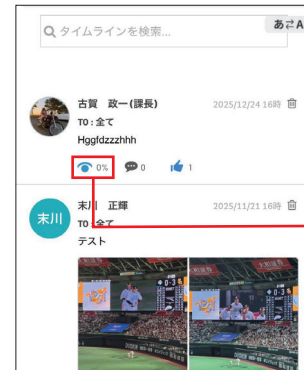 タイムラインを検索...
あ⇄A
古賀 政一(課長)
2025/12/24 16時
TO : 全て
Hggfdzzzhhh
0% 0 1
末川 正輝
2025/11/21 16時
末川
TO : 全て
テスト